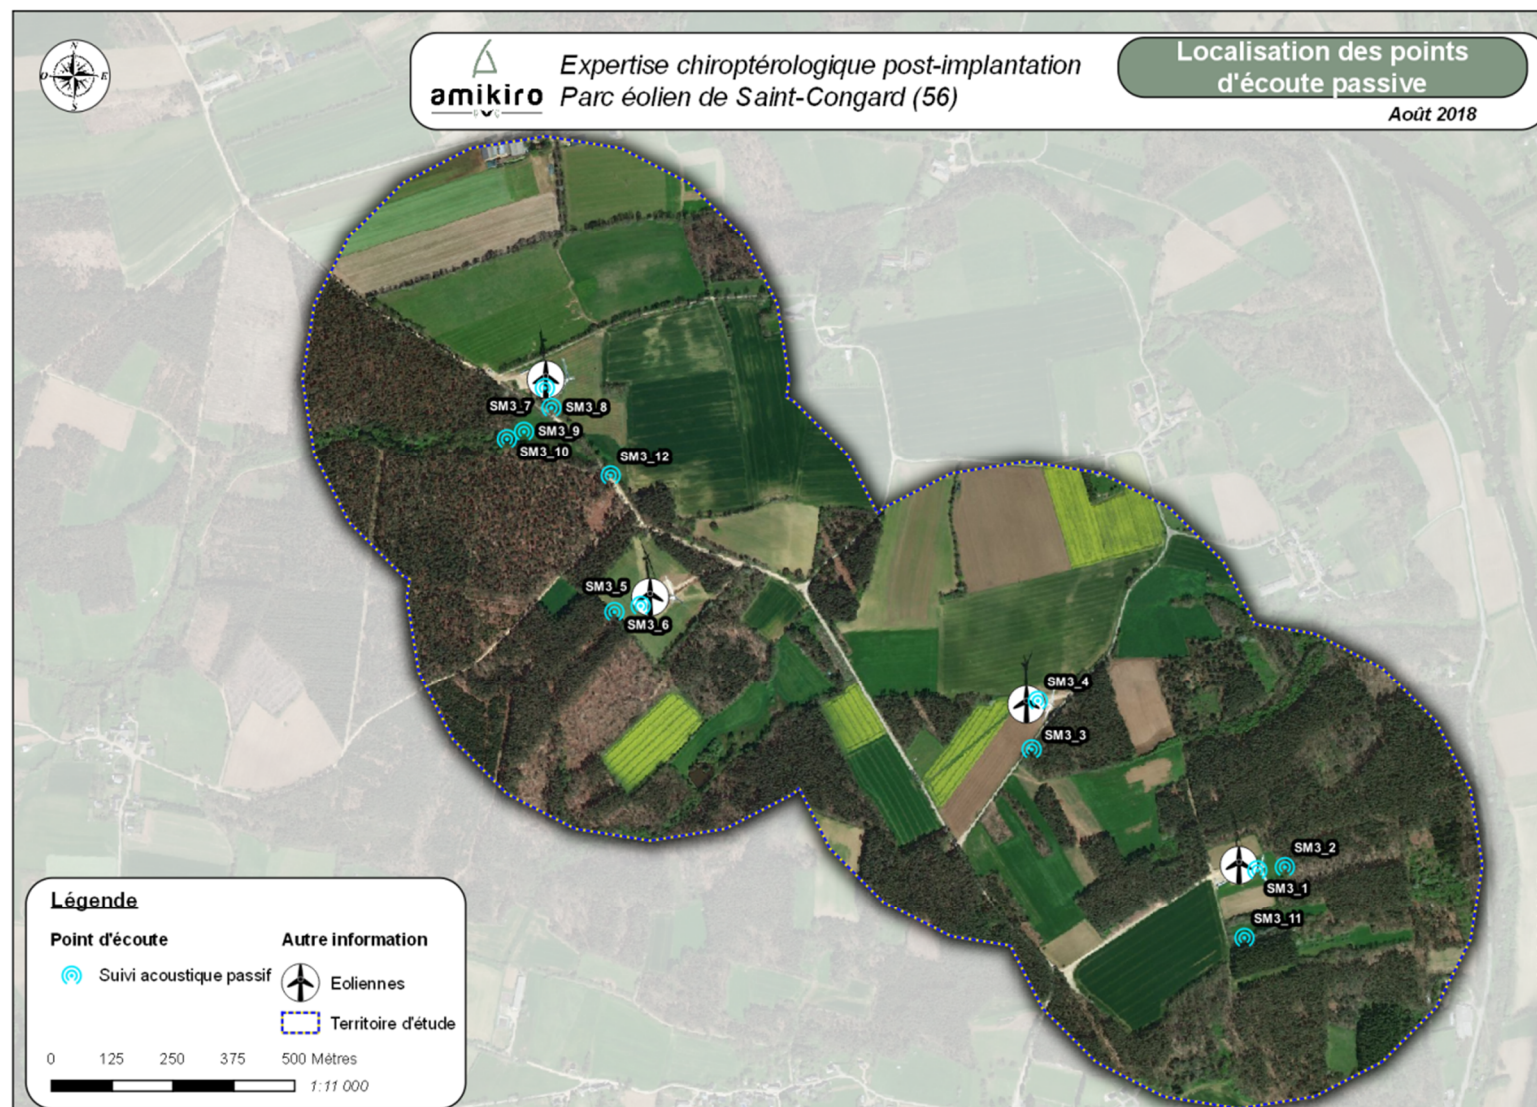 N
O
E
S
amikiro
Expertise chiroptérologique post-implantation
Parc éolien de Saint-Congard (56)
Localisation des points
d'écoute passive
Août 2018
SM3_7
SM3_8
SM3_9
SM3_10
SM3_12
SM3_5
SM3_6
SM3_4
SM3_3
SM3_2
SM3_1
SM3_11
Légende
Point d'écoute
Autre information
Suivi acoustique passif
Eoliennes
Territoire d'étude
0 125 250 375 500 Métres
1:11 000